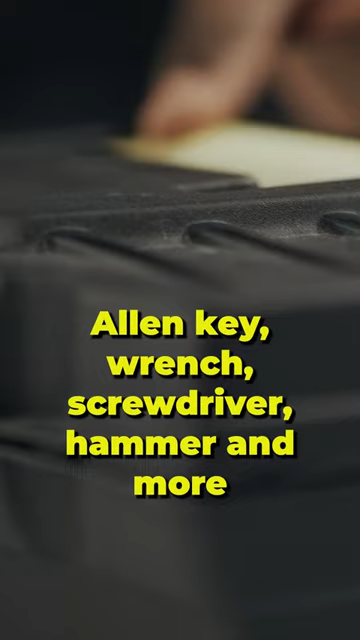 Allen key,
wrench,
screwdriver,
hammer and
more